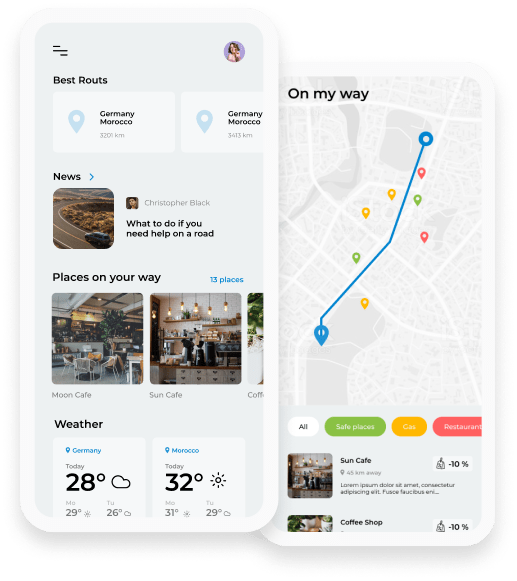 Best Routs
Germany
Morocco
3201 km
Germany
Morocco
3413 km
News
Christopher Black
What to do if you
need help on a road
Places on your way
13 places
Moon Cafe
Sun Cafe
Coff
Weather
Germany
Today
28°
Mo
Tu
29°
26°
Morocco
Today
32°
Mo
Tu
31°
29°
On my way
All
Safe places
Gas
Restaurant
Sun Cafe
45 km away
Lorem ipsum dolor sit amet, consectetur
adipiscing elit. Fusce faucibus eni...
-10 %
Coffee Shop
-10 %